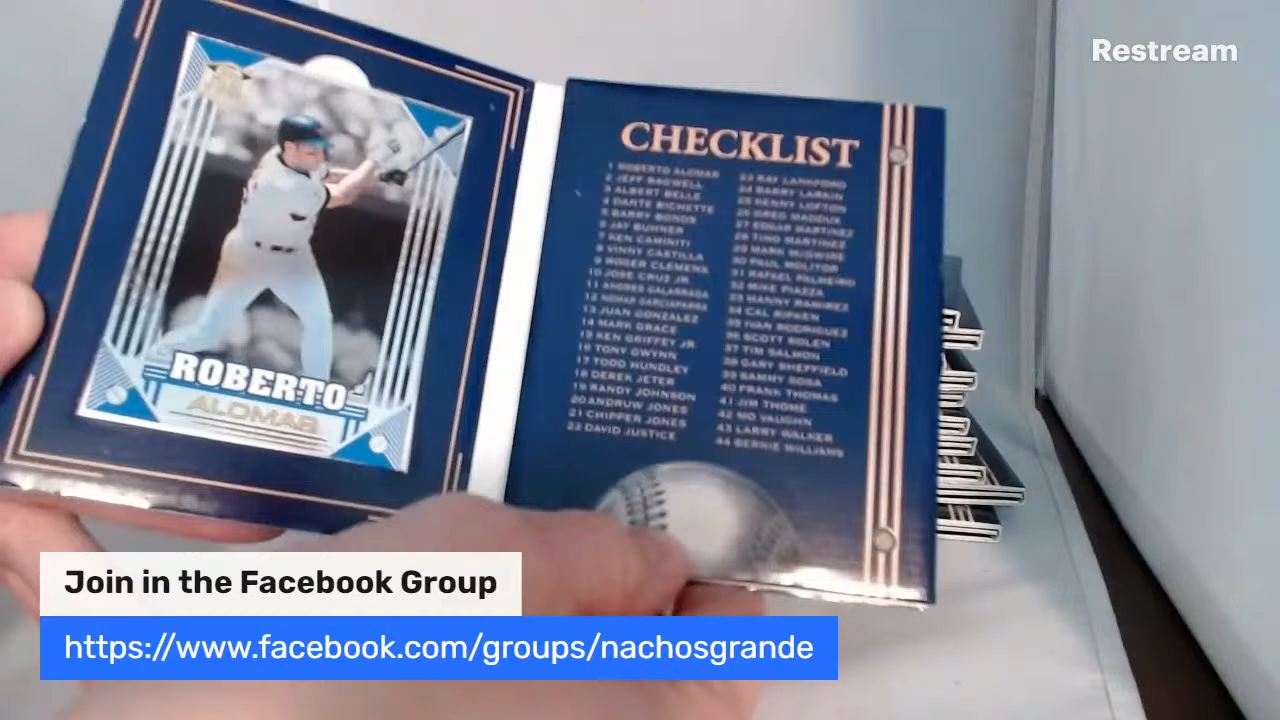 Restream
ROBERTO
ALOMAR
CHECKLIST
1 ROBERTO ALOMAR
2 JEFF BAGWELL
3 ALBERT BELLE
4 DANTE BICHETTE
5 BARRY BONDS
6 JAY BUHNER
7 KEN CAMINITI
8 VINNY CASTILLA
9 ROGER CLEMENS
10 JOSE CRUZ JR.
11 ANDRES GALARRAGA
12 NOMAR GARCIAPARRA
13 JUAN GONZALEZ
14 MARK GRACE
15 KEN GRIFFEY JR.
16 TONY GWYNN
17 TODD HUNDLEY
18 DEREK JETER
19 RANDY JOHNSON
20 ANDRUW JONES
21 CHIPPER JONES
22 DAVID JUSTICE
23 RAY LANKFORD
24 BARRY LARKIN
25 KENNY LOFTON
26 GREG MADDUX
27 EDGAR MARTINEZ
28 TINO MARTINEZ
29 MARK McGWIRE
30 PAUL MOLITOR
31 RAFAEL PALMEIRO
32 MIKE PIAZZA
33 MANNY RAMIREZ
34 CAL RIPKEN
35 IVAN RODRIGUEZ
36 SCOTT ROLEN
37 TIM SALMON
38 GARY SHEFFIELD
39 SAMMY SOSA
40 FRANK THOMAS
41 JIM THOME
42 MO VAUGHN
43 LARRY WALKER
44 BERNIE WILLIAMS
Join in the Facebook Group
https://www.facebook.com/groups/nachosgrande